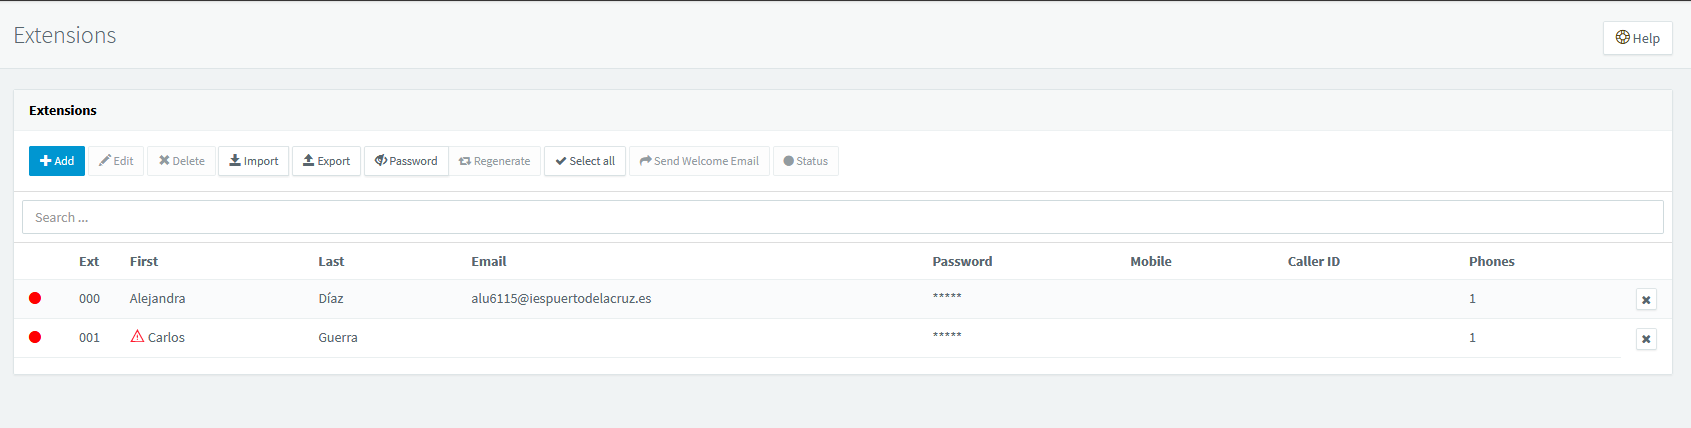 Extensions
Help
Extensions
Add Edit Delete Import Export Password Regenerate Select all Send Welcome Email Status
Search ...
Ext First Last Email Password Mobile Caller ID Phones
000 Alejandra Díaz alu6115@iespuertodelacruz.es ***** 1
001 Carlos Guerra ***** 1